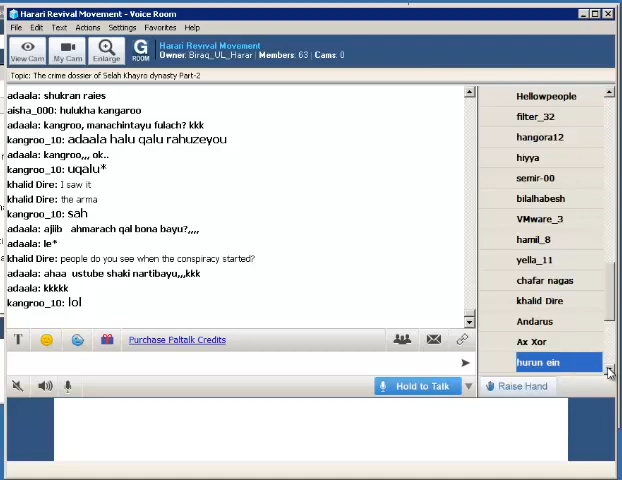 Harari Revival Movement - Voice Room
File Edit Text Actions Settings Favorites Help
View Cam My Cam Enlarge G ROOM
Harari Revival Movement
Owner: Biraq_UL_Harar | Members: 63 | Cams: 0
Topic: The crime dossier of Selah Khayro dynasty Part-2
adaala: shukran raies
aisha_000: hulukha kangaroo
adaala: kangroo, manachintayu fulach? kkk
kangroo_10: adaala halu qalu rahuzeyou
adaala: kangroo,,, ok..
kangroo_10: uqalu*
khalid Dire: I saw it
khalid Dire: the arma
kangroo_10: sah
adaala: ajiib ahmarach qal bona bayu?,,,,
adaala: le*
khalid Dire: people do you see when the conspiracy started?
adaala: ahaa ustube shaki nartibayu,,,kkk
adaala: kkkkk
kangroo_10: lol
Hellowpeople
filter_32
hangora12
hiyya
semir-00
bilalhabesh
VMware_3
hamil_8
yella_11
chafar nagas
khalid Dire
Andarus
Ax Xor
hurun ein
T Purchase Paltalk Credits
Hold to Talk Raise Hand